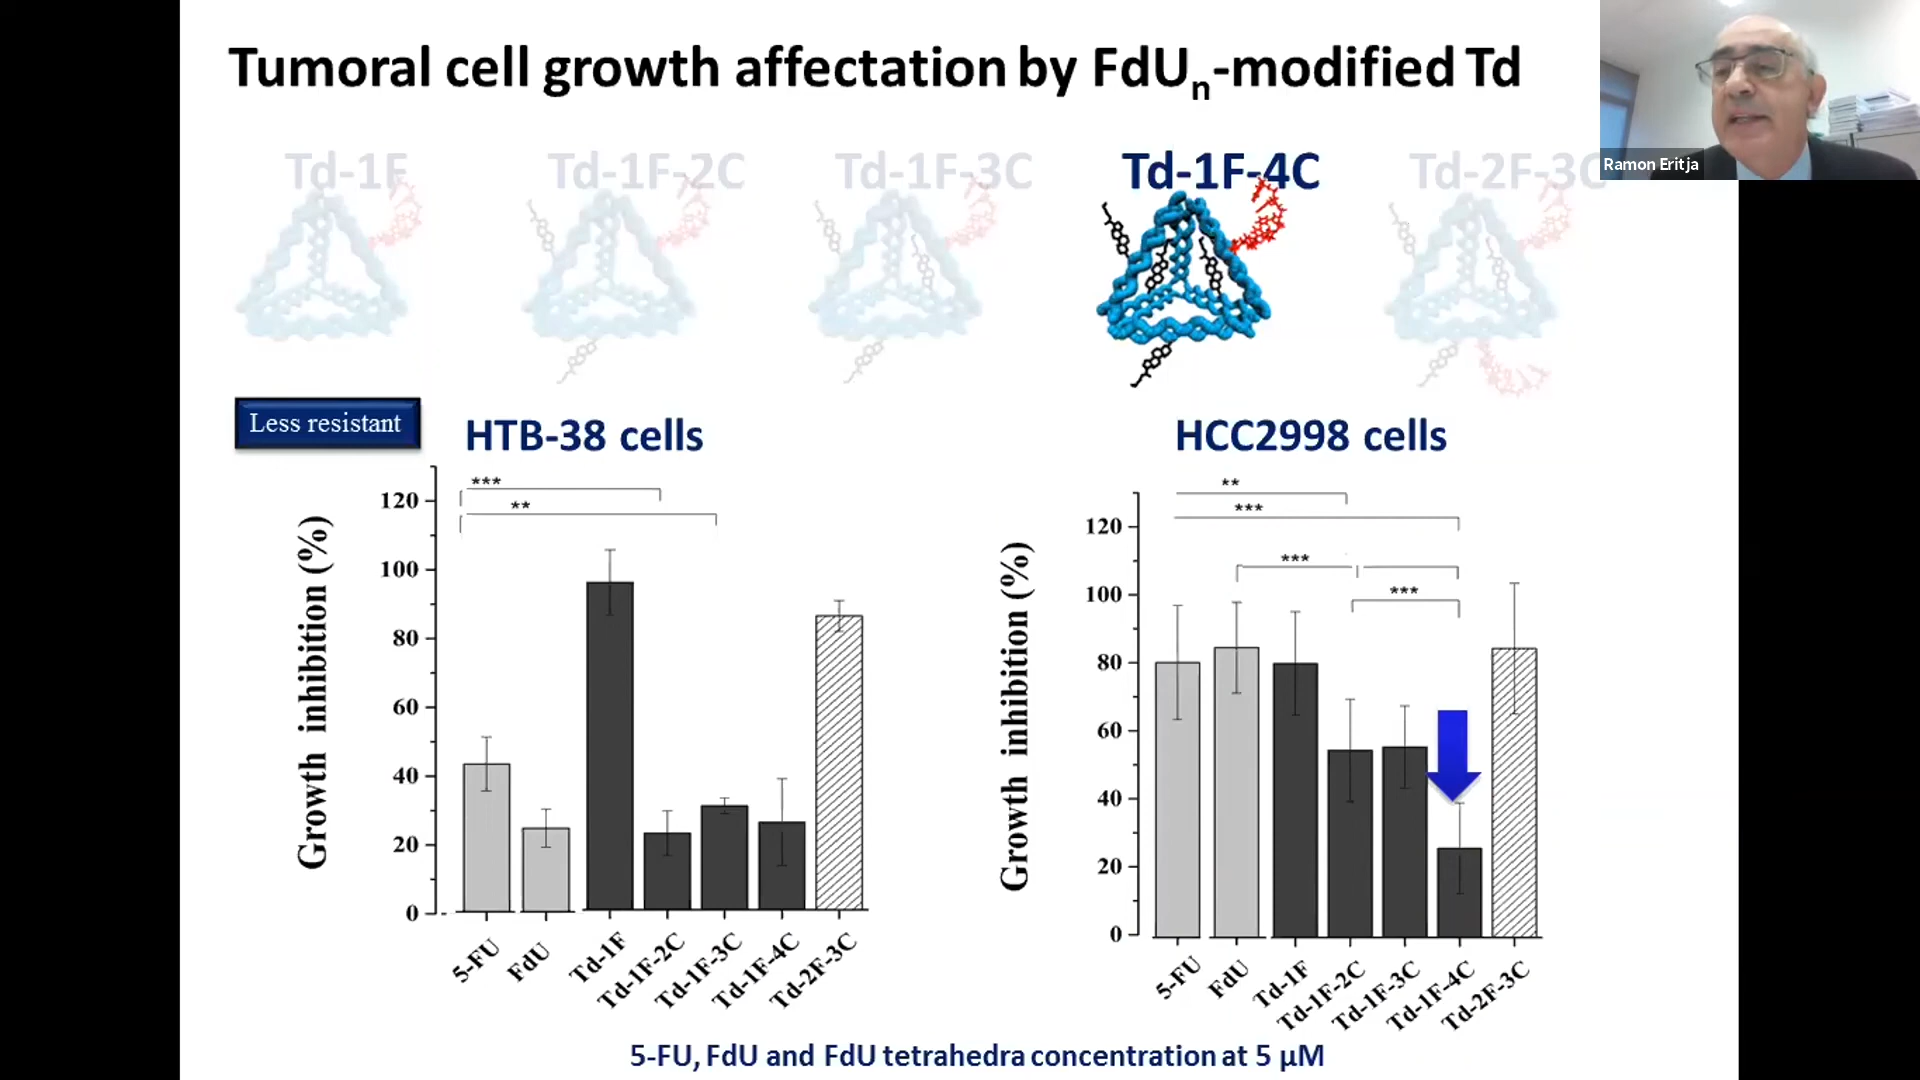 Tumoral cell growth affectation by FdUn-modified Td
Ramon Eritja
Td-1F
Td-1F-2C
Td-1F-3C
Td-1F-4C
Td-2F-3C
Less resistant
HTB-38 cells
HCC2998 cells
Growth inhibition (%)
120
100
80
60
40
20
0
***
**
5-FU
FdU
Td-1F
Td-1F-2C
Td-1F-3C
Td-1F-4C
Td-2F-3C
Growth inhibition (%)
120
100
80
60
40
20
0
**
***
***
***
5-FU
FdU
Td-1F
Td-1F-2C
Td-1F-3C
Td-1F-4C
Td-2F-3C
5-FU, FdU and FdU tetrahedra concentration at 5 µM